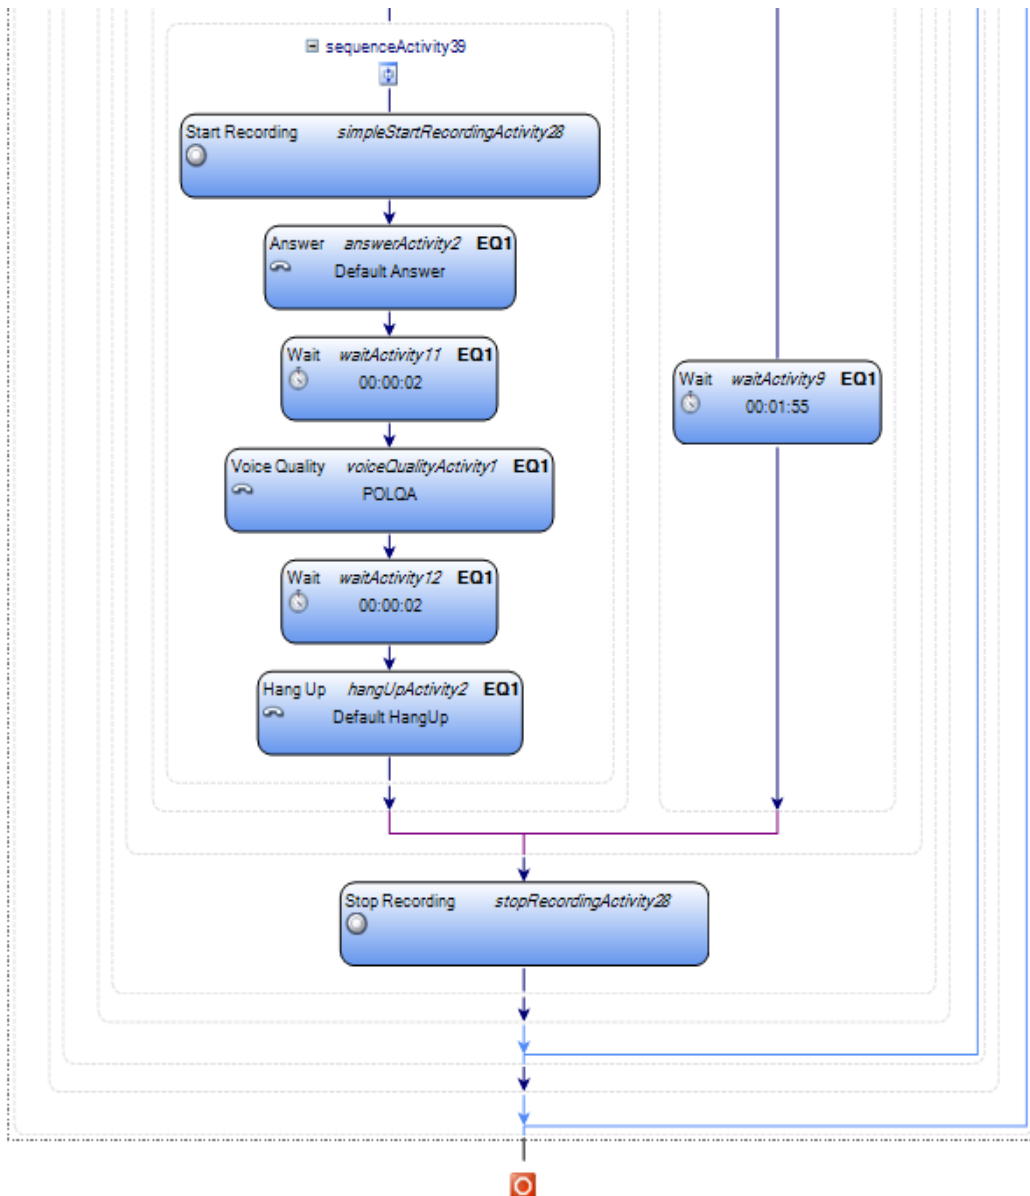 sequenceActivity39
Start Recording simpleStartRecordingActivity28
Answer answerActivity2 EQ1
Default Answer
Wait waitActivity11 EQ1
00:00:02
Wait waitActivity9 EQ1
00:01:55
Voice Quality voiceQualityActivity1 EQ1
POLQA
Wait waitActivity12 EQ1
00:00:02
Hang Up hangUpActivity2 EQ1
Default HangUp
Stop Recording stopRecordingActivity28